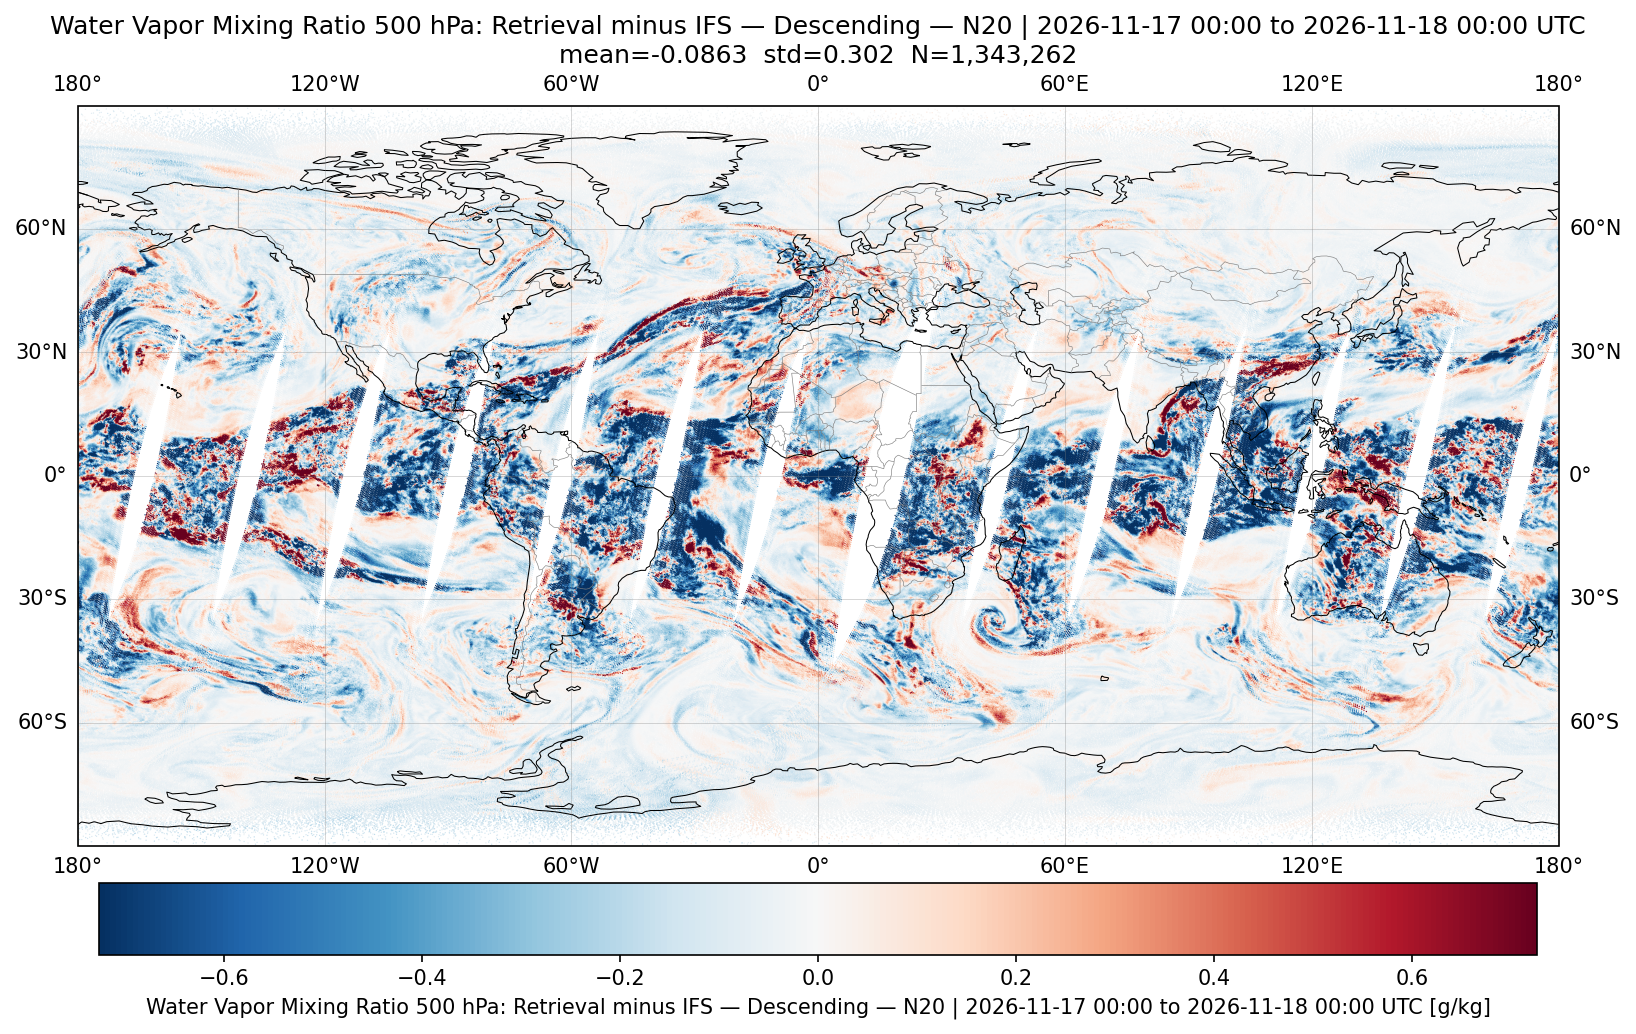 Water Vapor Mixing Ratio 500 hPa: Retrieval minus IFS — Descending — N20 | 2026-11-17 00:00 to 2026-11-18 00:00 UTC
mean=-0.0863  std=0.302  N=1,343,262
180° 120°W 60°W 0° 60°E 120°E 180°
60°N 60°N
30°N 30°N
0° 0°
30°S 30°S
60°S 60°S
180° 120°W 60°W 0° 60°E 120°E 180°
−0.6 −0.4 −0.2 0.0 0.2 0.4 0.6
Water Vapor Mixing Ratio 500 hPa: Retrieval minus IFS — Descending — N20 | 2026-11-17 00:00 to 2026-11-18 00:00 UTC [g/kg]